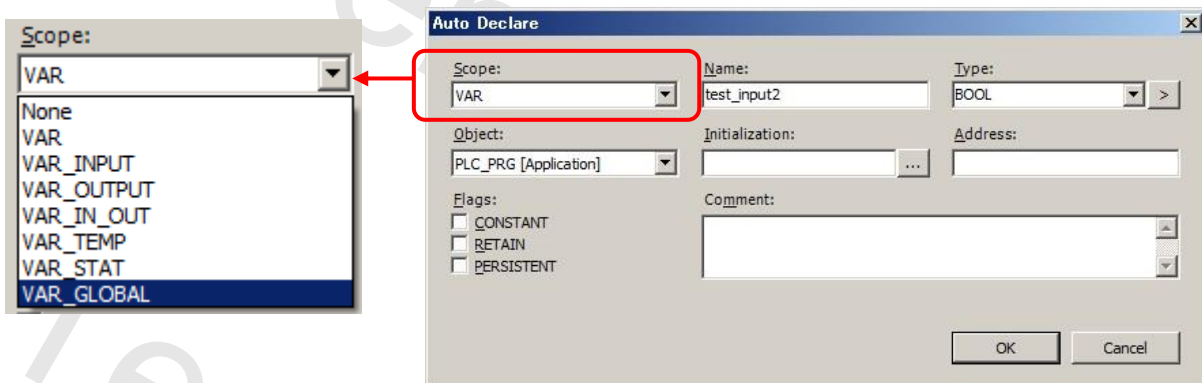 Scope:
VAR
None
VAR
VAR_INPUT
VAR_OUTPUT
VAR_IN_OUT
VAR_TEMP
VAR_STAT
VAR_GLOBAL
Auto Declare
Scope: Name: Type:
VAR test_input2 BOOL >
Object: Initialization: Address:
PLC_PRG [Application] ...
Flags: Comment:
CONSTANT
RETAIN
PERSISTENT
OK Cancel